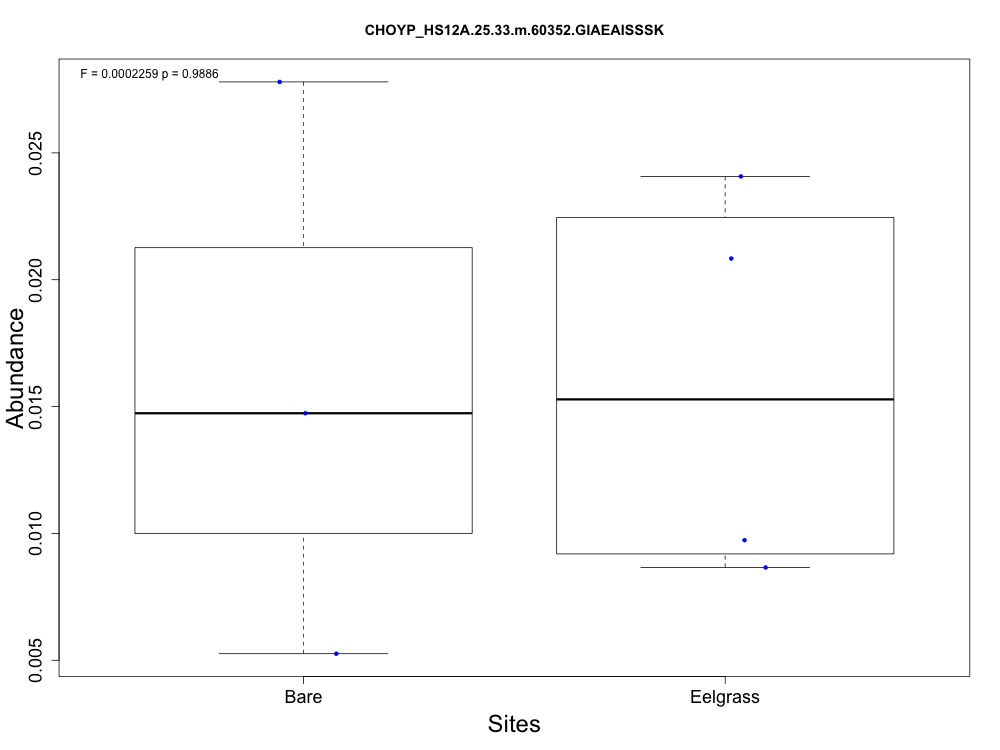 CHOYP_HS12A.25.33.m.60352.GIAEAISSSK
F = 0.0002259 p = 0.9886
0.025
0.020
0.015
0.010
0.005
Abundance
Bare
Eelgrass
Sites